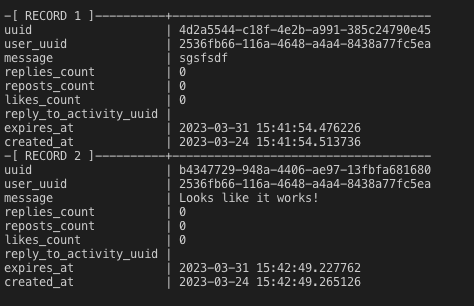 -[ RECORD 1 ]----------+-------------------------------------
uuid                   | 4d2a5544-c18f-4e2b-a991-385c24790e45
user_uuid              | 2536fb66-116a-4648-a4a4-8438a77fc5ea
message                | sgsfsdf
replies_count          | 0
reposts_count          | 0
likes_count            | 0
reply_to_activity_uuid |
expires_at             | 2023-03-31 15:41:54.476226
created_at             | 2023-03-24 15:41:54.513736
-[ RECORD 2 ]----------+-------------------------------------
uuid                   | b4347729-948a-4406-ae97-13fbfa681680
user_uuid              | 2536fb66-116a-4648-a4a4-8438a77fc5ea
message                | Looks like it works!
replies_count          | 0
reposts_count          | 0
likes_count            | 0
reply_to_activity_uuid |
expires_at             | 2023-03-31 15:42:49.227762
created_at             | 2023-03-24 15:42:49.265126